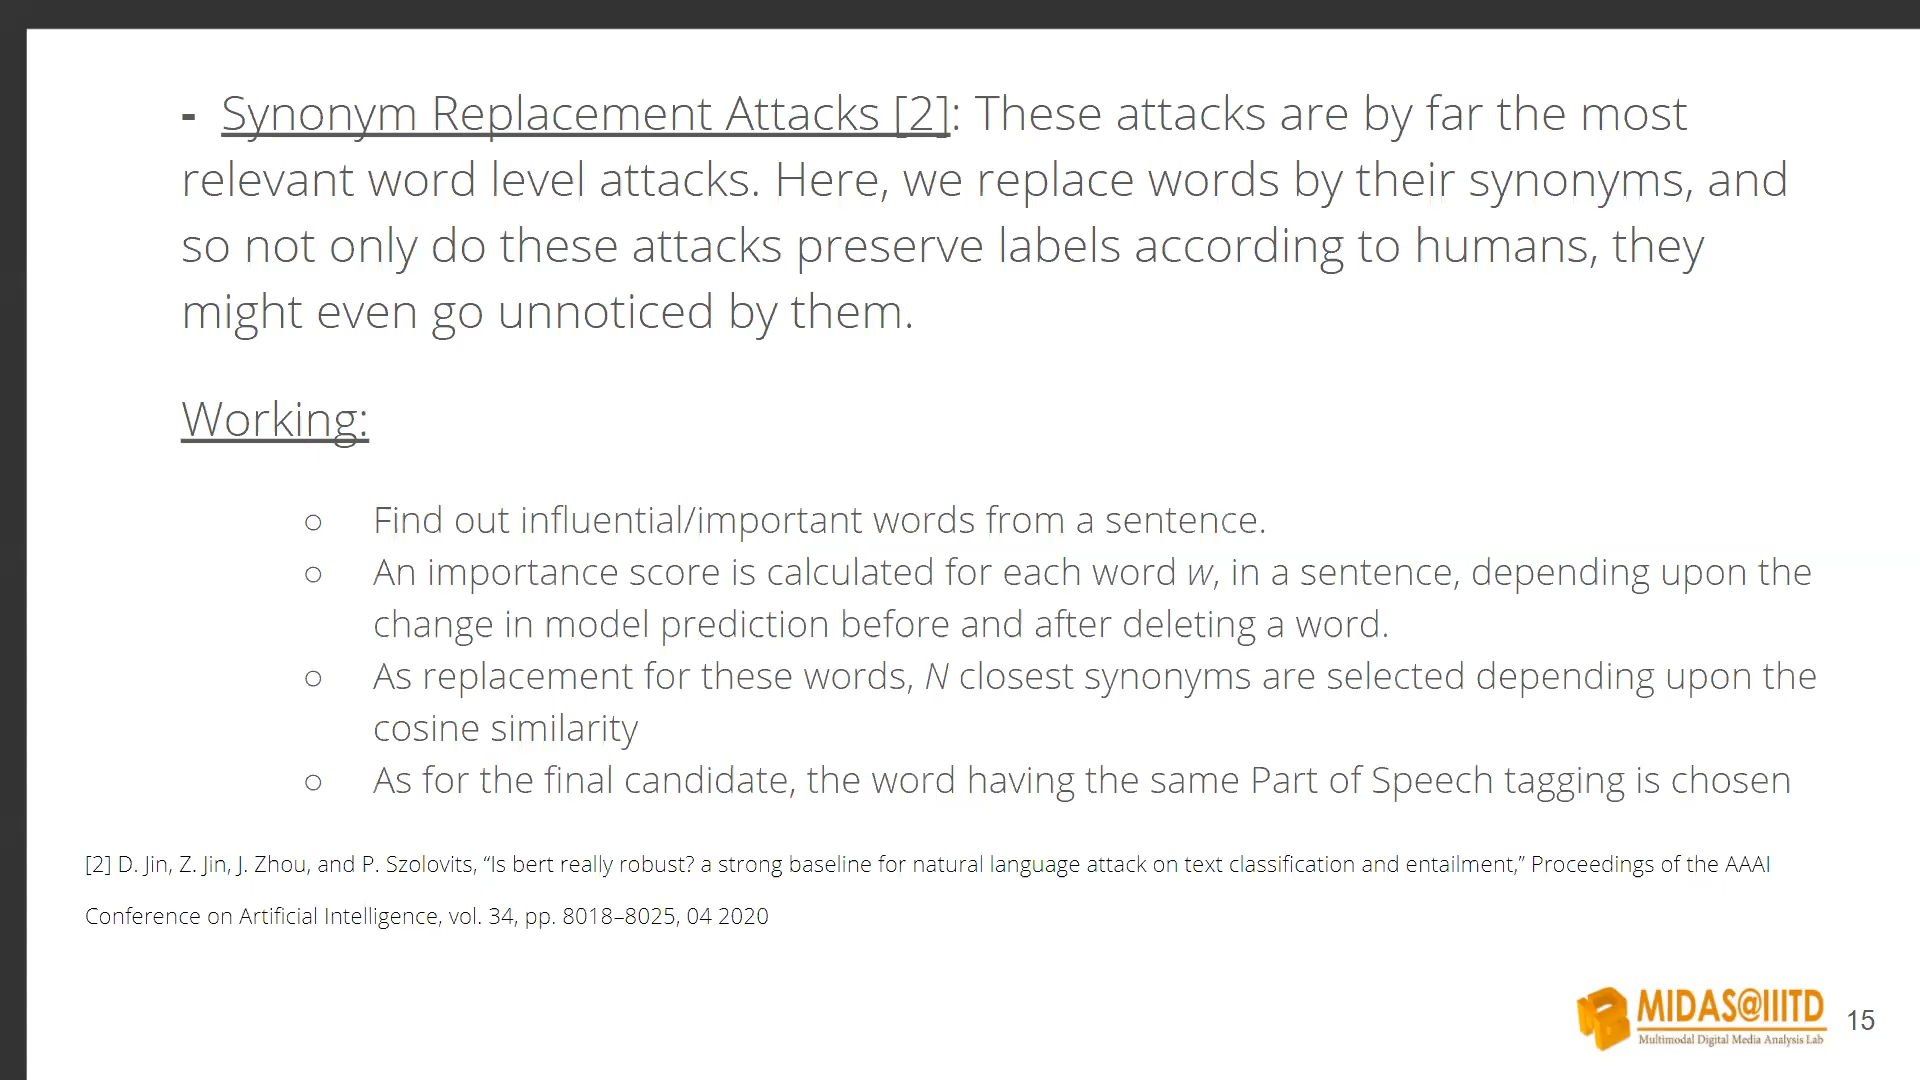 - Synonym Replacement Attacks [2]: These attacks are by far the most
relevant word level attacks. Here, we replace words by their synonyms, and
so not only do these attacks preserve labels according to humans, they
might even go unnoticed by them.
Working:
○ Find out influential/important words from a sentence.
○ An importance score is calculated for each word w, in a sentence, depending upon the
change in model prediction before and after deleting a word.
○ As replacement for these words, N closest synonyms are selected depending upon the
cosine similarity
○ As for the final candidate, the word having the same Part of Speech tagging is chosen
[2] D. Jin, Z. Jin, J. Zhou, and P. Szolovits, “Is bert really robust? a strong baseline for natural language attack on text classification and entailment,” Proceedings of the AAAI
Conference on Artificial Intelligence, vol. 34, pp. 8018–8025, 04 2020
MIDAS@IIITD
Multimodal Digital Media Analysis Lab
15